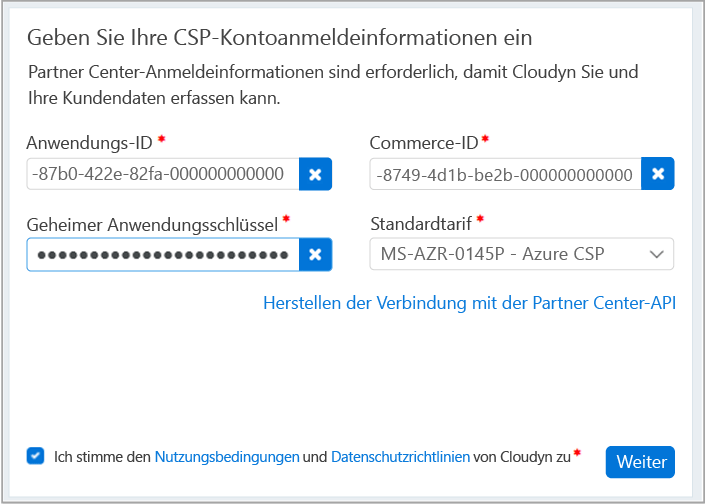 Geben Sie Ihre CSP-Kontoanmeldeinformationen ein
Partner Center-Anmeldeinformationen sind erforderlich, damit Cloudyn Sie und
Ihre Kundendaten erfassen kann.
Anwendungs-ID *
Commerce-ID *
-87b0-422e-82fa-000000000000
-8749-4d1b-be2b-000000000000
Geheimer Anwendungsschlüssel *
Standardtarif *
●●●●●●●●●●●●●●●●●●●●●●●●
MS-AZR-0145P - Azure CSP
Herstellen der Verbindung mit der Partner Center-API
Ich stimme den Nutzungsbedingungen und Datenschutzrichtlinien von Cloudyn zu *
Weiter